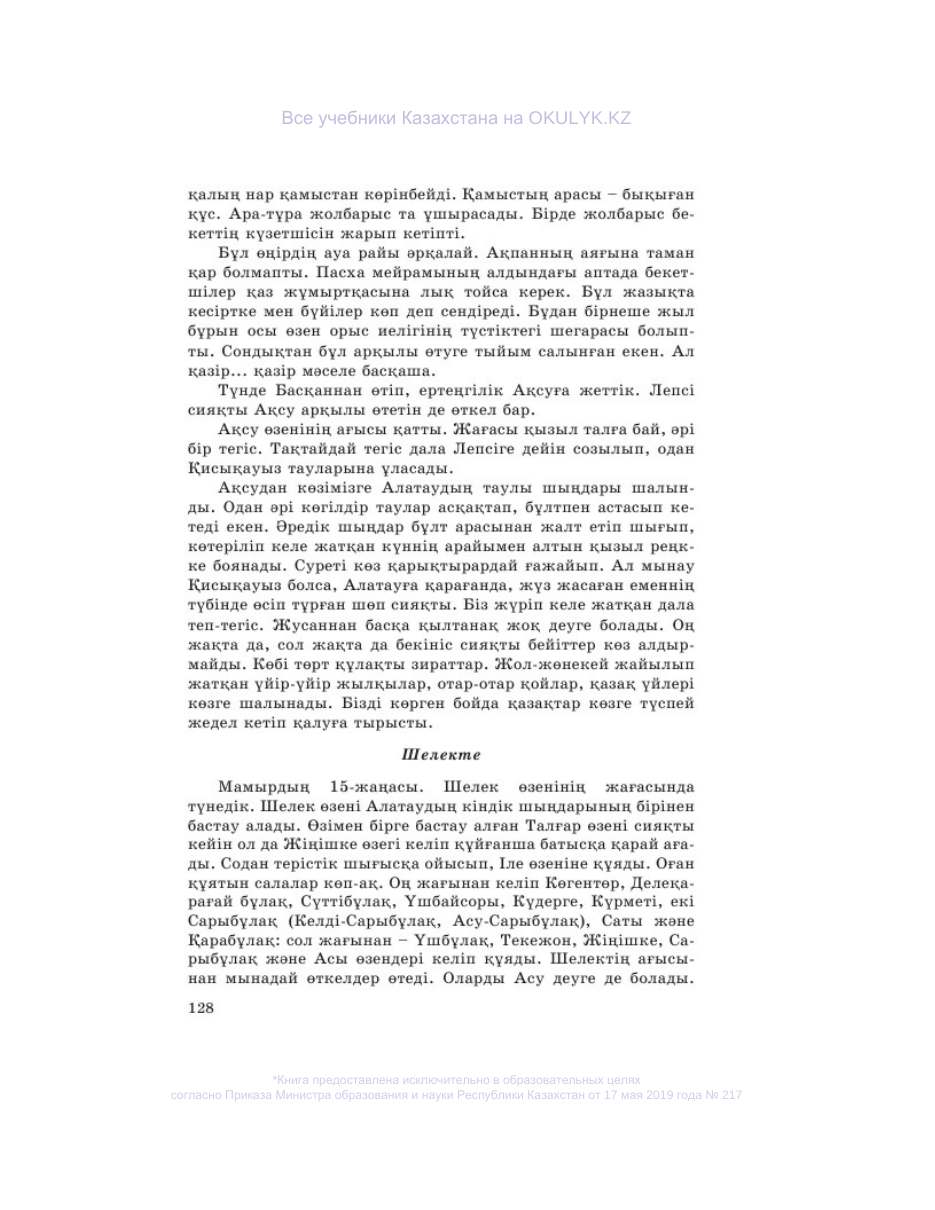 Все учебники Казахстана на OKULYK.KZ
қалың нар қамыстан көрінбейді. Қамыстың арасы – быққыған
құс. Ара-тұра жолбарыс та ұшырасады. Бірде жолбарыс бе-
кеттің күзетшісін жарып кетіпті.
Бұл өңірдің ауа райы әрқалай. Ақпанның аяғына таман
қар болмапты. Пасха мейрамының алдындағы аптада бекет-
шілер қаз жұмыртқасына лық тойса керек. Бұл жазықта
кесіртке мен бүйілер көп деп сендіреді. Бұдан бірнеше жыл
бұрын осы өзен орыс иелігінің түстіктегі шегарасы болып-
ты. Сондықтан бұл арқылы өтуге тыйым салынған екен. Ал
қазір... қазір мәселе басқаша.
Түнде Басқаннан өтіп, ертеңгілік Ақсуға жеттік. Лепсі
сияқты Ақсу арқылы өтетін де өткел бар.
Ақсу өзенінің ағысы қатты. Жағасы қызыл талға бай, әрі
бір тегіс. Тақтайдай тегіс дала Лепсіге дейін созылып, одан
Қисықауыз тауларына ұласады.
Ақсудан көзімізге Алатаудың таулы шыңдары шалын-
ды. Одан әрі көгілдір таулар асқақтап, бұлтпен астасып ке-
теді екен. Әредік шыңдар бұлт арасынан жалт етіп шығып,
көтеріліп келе жатқан күннің арайымен алтын қызыл реңк-
ке боянады. Суреті көз қарықтырардай ғажайып. Ал мынау
Қисықауыз болса, Алатауға қарағанда, жүз жасаған еменнің
түбінде өсіп тұрған шөп сияқты. Біз жүріп келе жатқан дала
теп-тегіс. Жусаннан басқа қылтанақ жоқ деуге болады. Оң
жақта да, сол жақта да бекініс сияқты бейіттер көз алдыр-
майды. Көбі төрт құлақты зираттар. Жол-жөнекей жайылып
жатқан үйір-үйір жылқылар, отар-отар қойлар, қазақ үйлері
көзге шалынады. Бізді көрген бойда қазақтар көзге түспей
жедел кетіп қалуға тырысты.
Шелекте
Мамырдың 15-жаңасы. Шелек өзенінің жағасында
түнедік. Шелек өзені Алатаудың кіндік шыңдарының бірінен
бастау алады. Өзімен бірге бастау алған Талғар өзені сияқты
кейін ол да Жіңішке өзегі келіп құйғанша батысқа қарай аға-
ды. Содан терістік шығысқа ойысып, Іле өзеніне құяды. Оған
құятын салалар көп-ақ. Оң жағынан келіп Көгентөр, Делеқа-
рағай бұлақ, Сүттібұлақ, Үшбайсоры, Күдерге, Күрметі, екі
Сарыбұлақ (Келді-Сарыбұлақ, Асу-Сарыбұлақ), Саты және
Қарабұлақ: сол жағынан – Үшбұлақ, Текежон, Жіңішке, Са-
рыбұлақ және Асы өзендері келіп құяды. Шелектің ағысы-
нан мынадай өткелдер өтеді. Оларды Асу деуге де болады.
128
*Книга предоставлена исключительно в образовательных целях
согласно Приказа Министра образования и науки Республики Казахстан от 17 мая 2019 года № 217